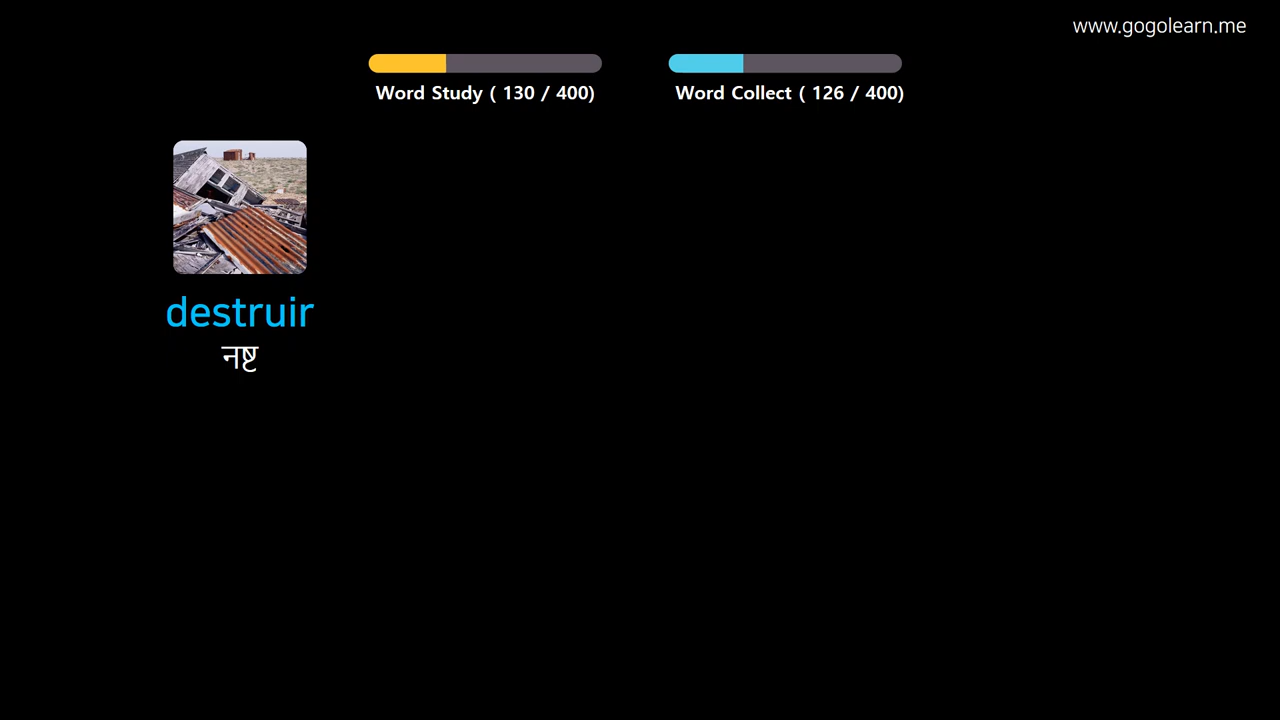 www.gogolearn.me
Word Study ( 130 / 400)
Word Collect ( 126 / 400)
destruir
नष्ट